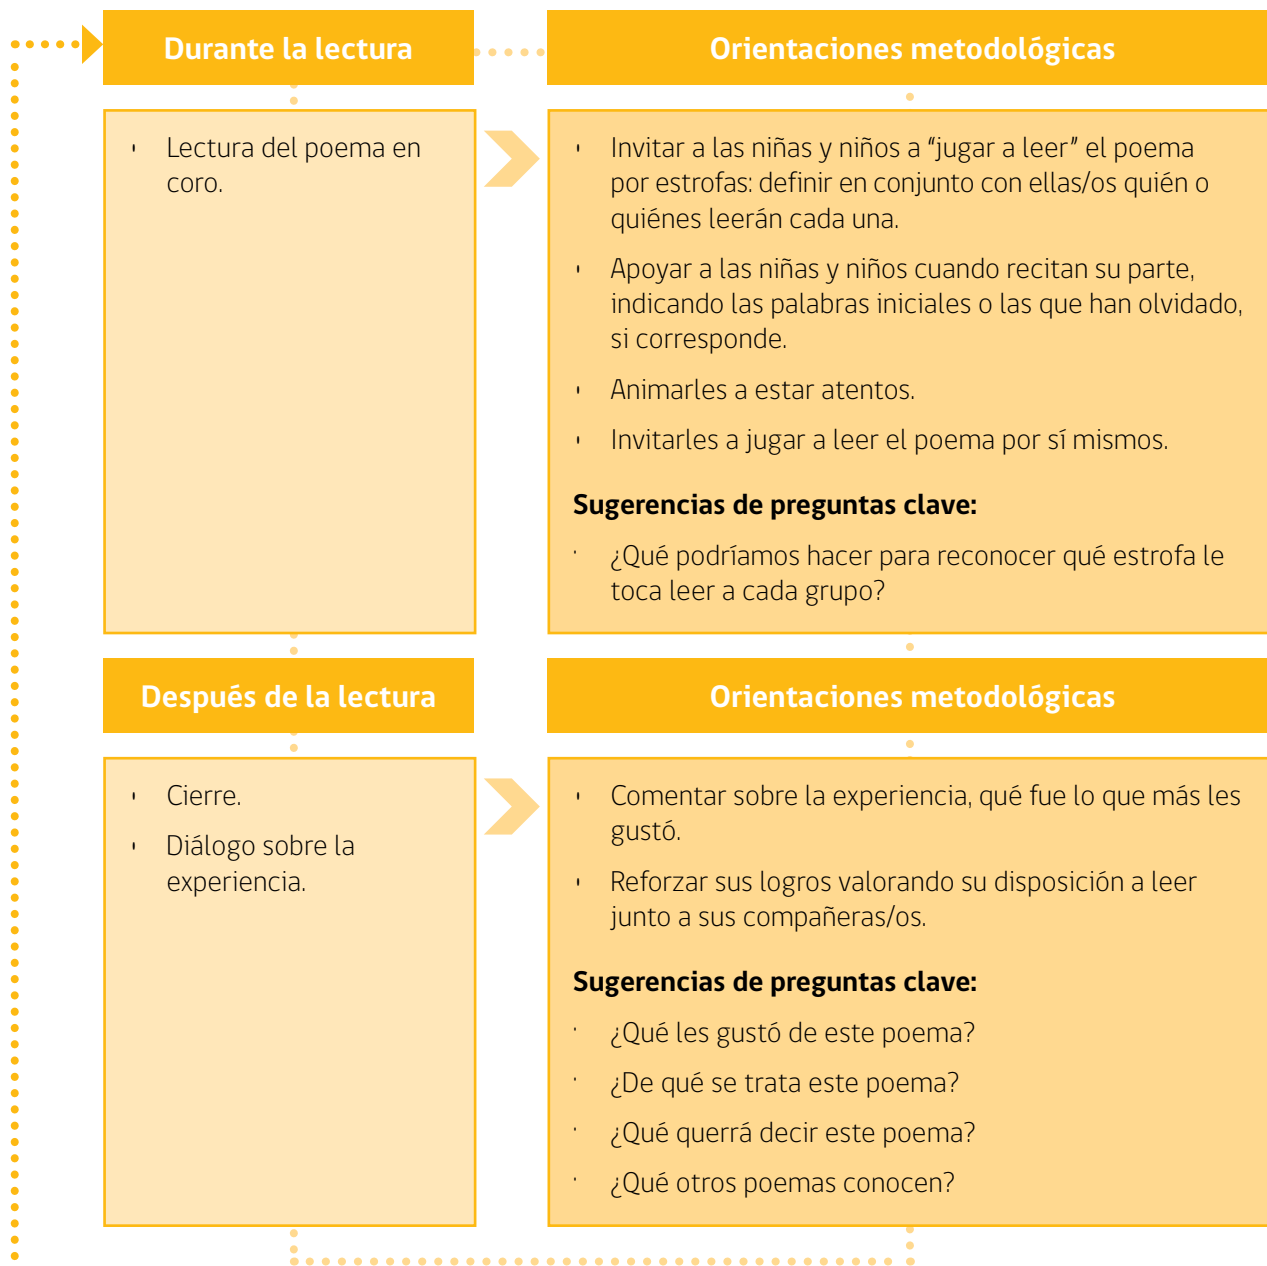 Durante la lectura
Orientaciones metodológicas
• Lectura del poema en
coro.
• Invitar a las niñas y niños a “jugar a leer” el poema
por estrofas: definir en conjunto con ellas/os quién o
quiénes leerán cada una.
• Apoyar a las niñas y niños cuando recitan su parte,
indicando las palabras iniciales o las que han olvidado,
si corresponde.
• Animarles a estar atentos.
• Invitarles a jugar a leer el poema por sí mismos.
Sugerencias de preguntas clave:
· ¿Qué podríamos hacer para reconocer qué estrofa le
toca leer a cada grupo?
Después de la lectura
Orientaciones metodológicas
• Cierre.
• Diálogo sobre la
experiencia.
• Comentar sobre la experiencia, qué fue lo que más les
gustó.
• Reforzar sus logros valorando su disposición a leer
junto a sus compañeras/os.
Sugerencias de preguntas clave:
· ¿Qué les gustó de este poema?
· ¿De qué se trata este poema?
· ¿Qué querrá decir este poema?
· ¿Qué otros poemas conocen?